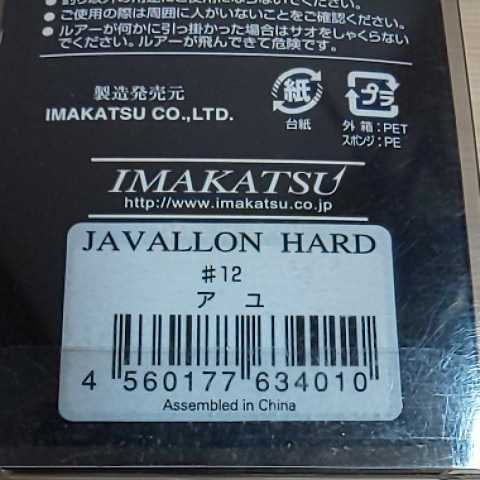 ご使用の際は周囲に人がいないことをご確認ください。
ルアーが何かに引っ掛かった場合はサオをしゃくらない
でください。ルアーが飛んできて危険です。
製造発売元
IMAKATSU CO.,LTD.
紙
台紙
プラ
外箱:PET
スポンジ:PE
IMAKATSU
http://www.imakatsu.co.jp
JAVALLON HARD
#12
アユ
4 560177 634010
Assembled in China